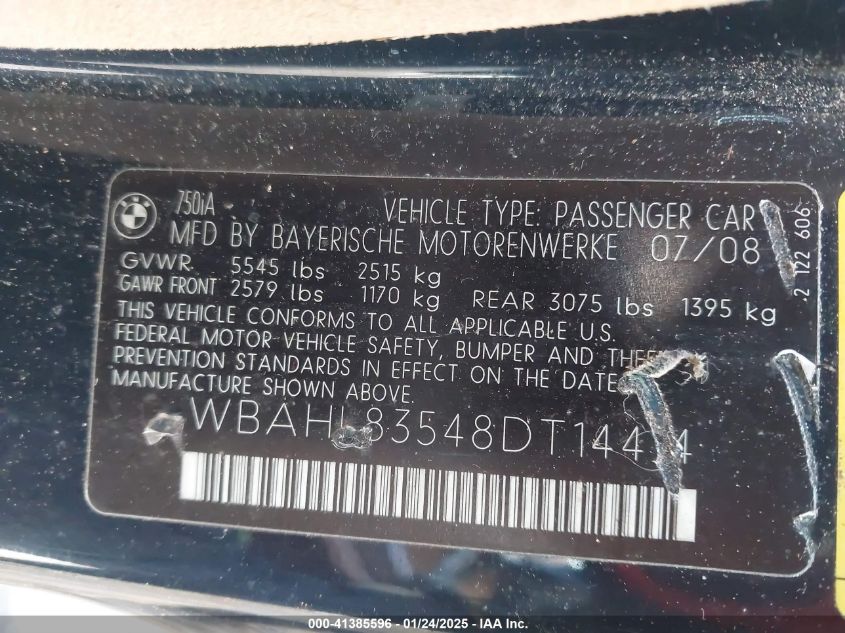 750iA
VEHICLE TYPE: PASSENGER CAR
MFD BY BAYERISCHE MOTORENWERKE 07/08
GVWR. 5545 lbs 2515 kg
GAWR FRONT 2579 lbs 1170 kg REAR 3075 lbs 1395 kg
THIS VEHICLE CONFORMS TO ALL APPLICABLE U.S.
FEDERAL MOTOR VEHICLE SAFETY, BUMPER AND THEFT
PREVENTION STANDARDS IN EFFECT ON THE DATE
MANUFACTURE SHOWN ABOVE.
2 122 606
000-41385596 - 01/24/2025 - IAA Inc.